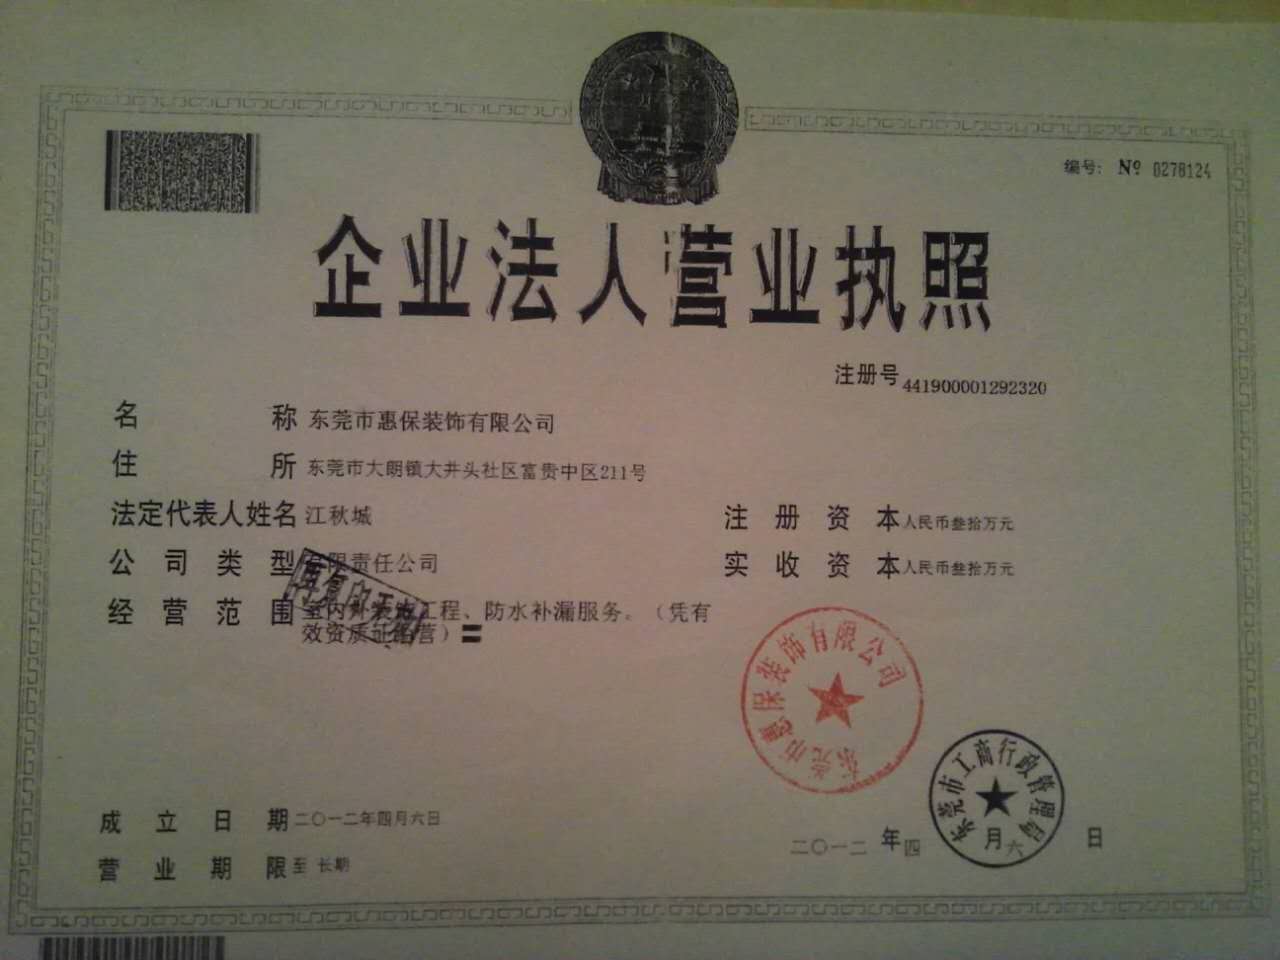 编号: Nº 0278124
企业法人营业执照
注册号 441900001292320
名称 东莞市惠保装饰有限公司
住所 东莞市大朗镇大井头社区富贵中区211号
法定代表人姓名 江秋城
注册资本 人民币叁拾万元
公司类型 有限责任公司
实收资本 人民币叁拾万元
经营范围 室内外装饰工程、防水补漏服务。（凭有
效资质证经营）
再复印无效
东莞市惠保装饰有限公司
东莞市工商行政管理局
成立日期 二〇一二年四月六日
二〇一二 年 四 月 六 日
营业期限 至 长期